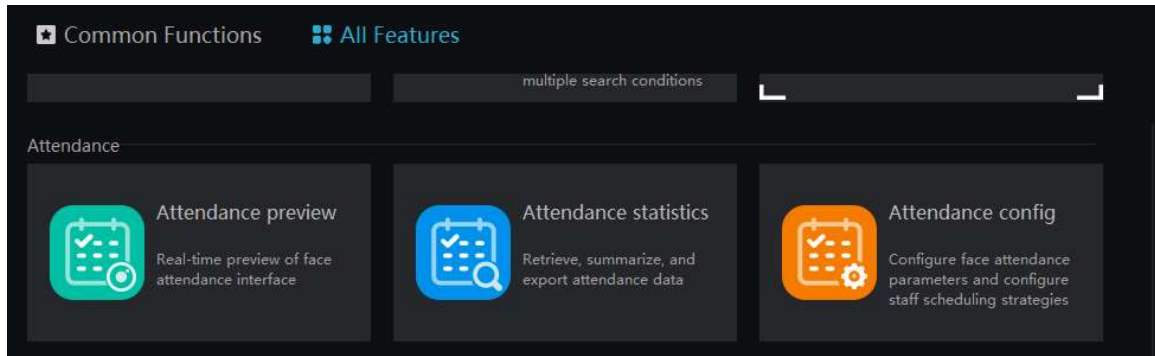 Common Functions
All Features
multiple search conditions
Attendance
Attendance preview
Real-time preview of face
attendance interface
Attendance statistics
Retrieve, summarize, and
export attendance data
Attendance config
Configure face attendance
parameters and configure
staff scheduling strategies